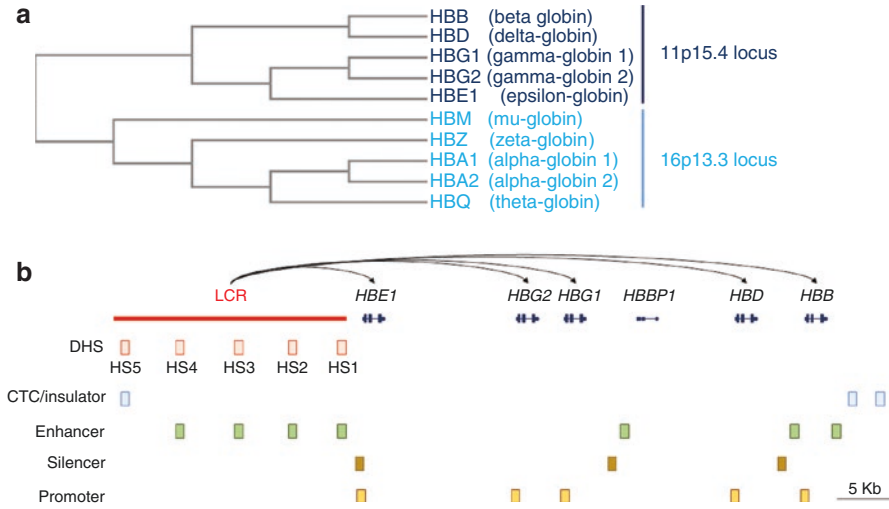 a
HBB (beta globin)
HBD (delta-globin)
HBG1 (gamma-globin 1)
HBG2 (gamma-globin 2)
HBE1 (epsilon-globin)
11p15.4 locus
HBM (mu-globin)
HBZ (zeta-globin)
HBA1 (alpha-globin 1)
HBA2 (alpha-globin 2)
HBQ (theta-globin)
16p13.3 locus
b
LCR HBE1 HBG2 HBG1 HBBP1 HBD HBB
DHS
HS5 HS4 HS3 HS2 HS1
CTC/insulator
Enhancer
Silencer
Promoter
5 Kb